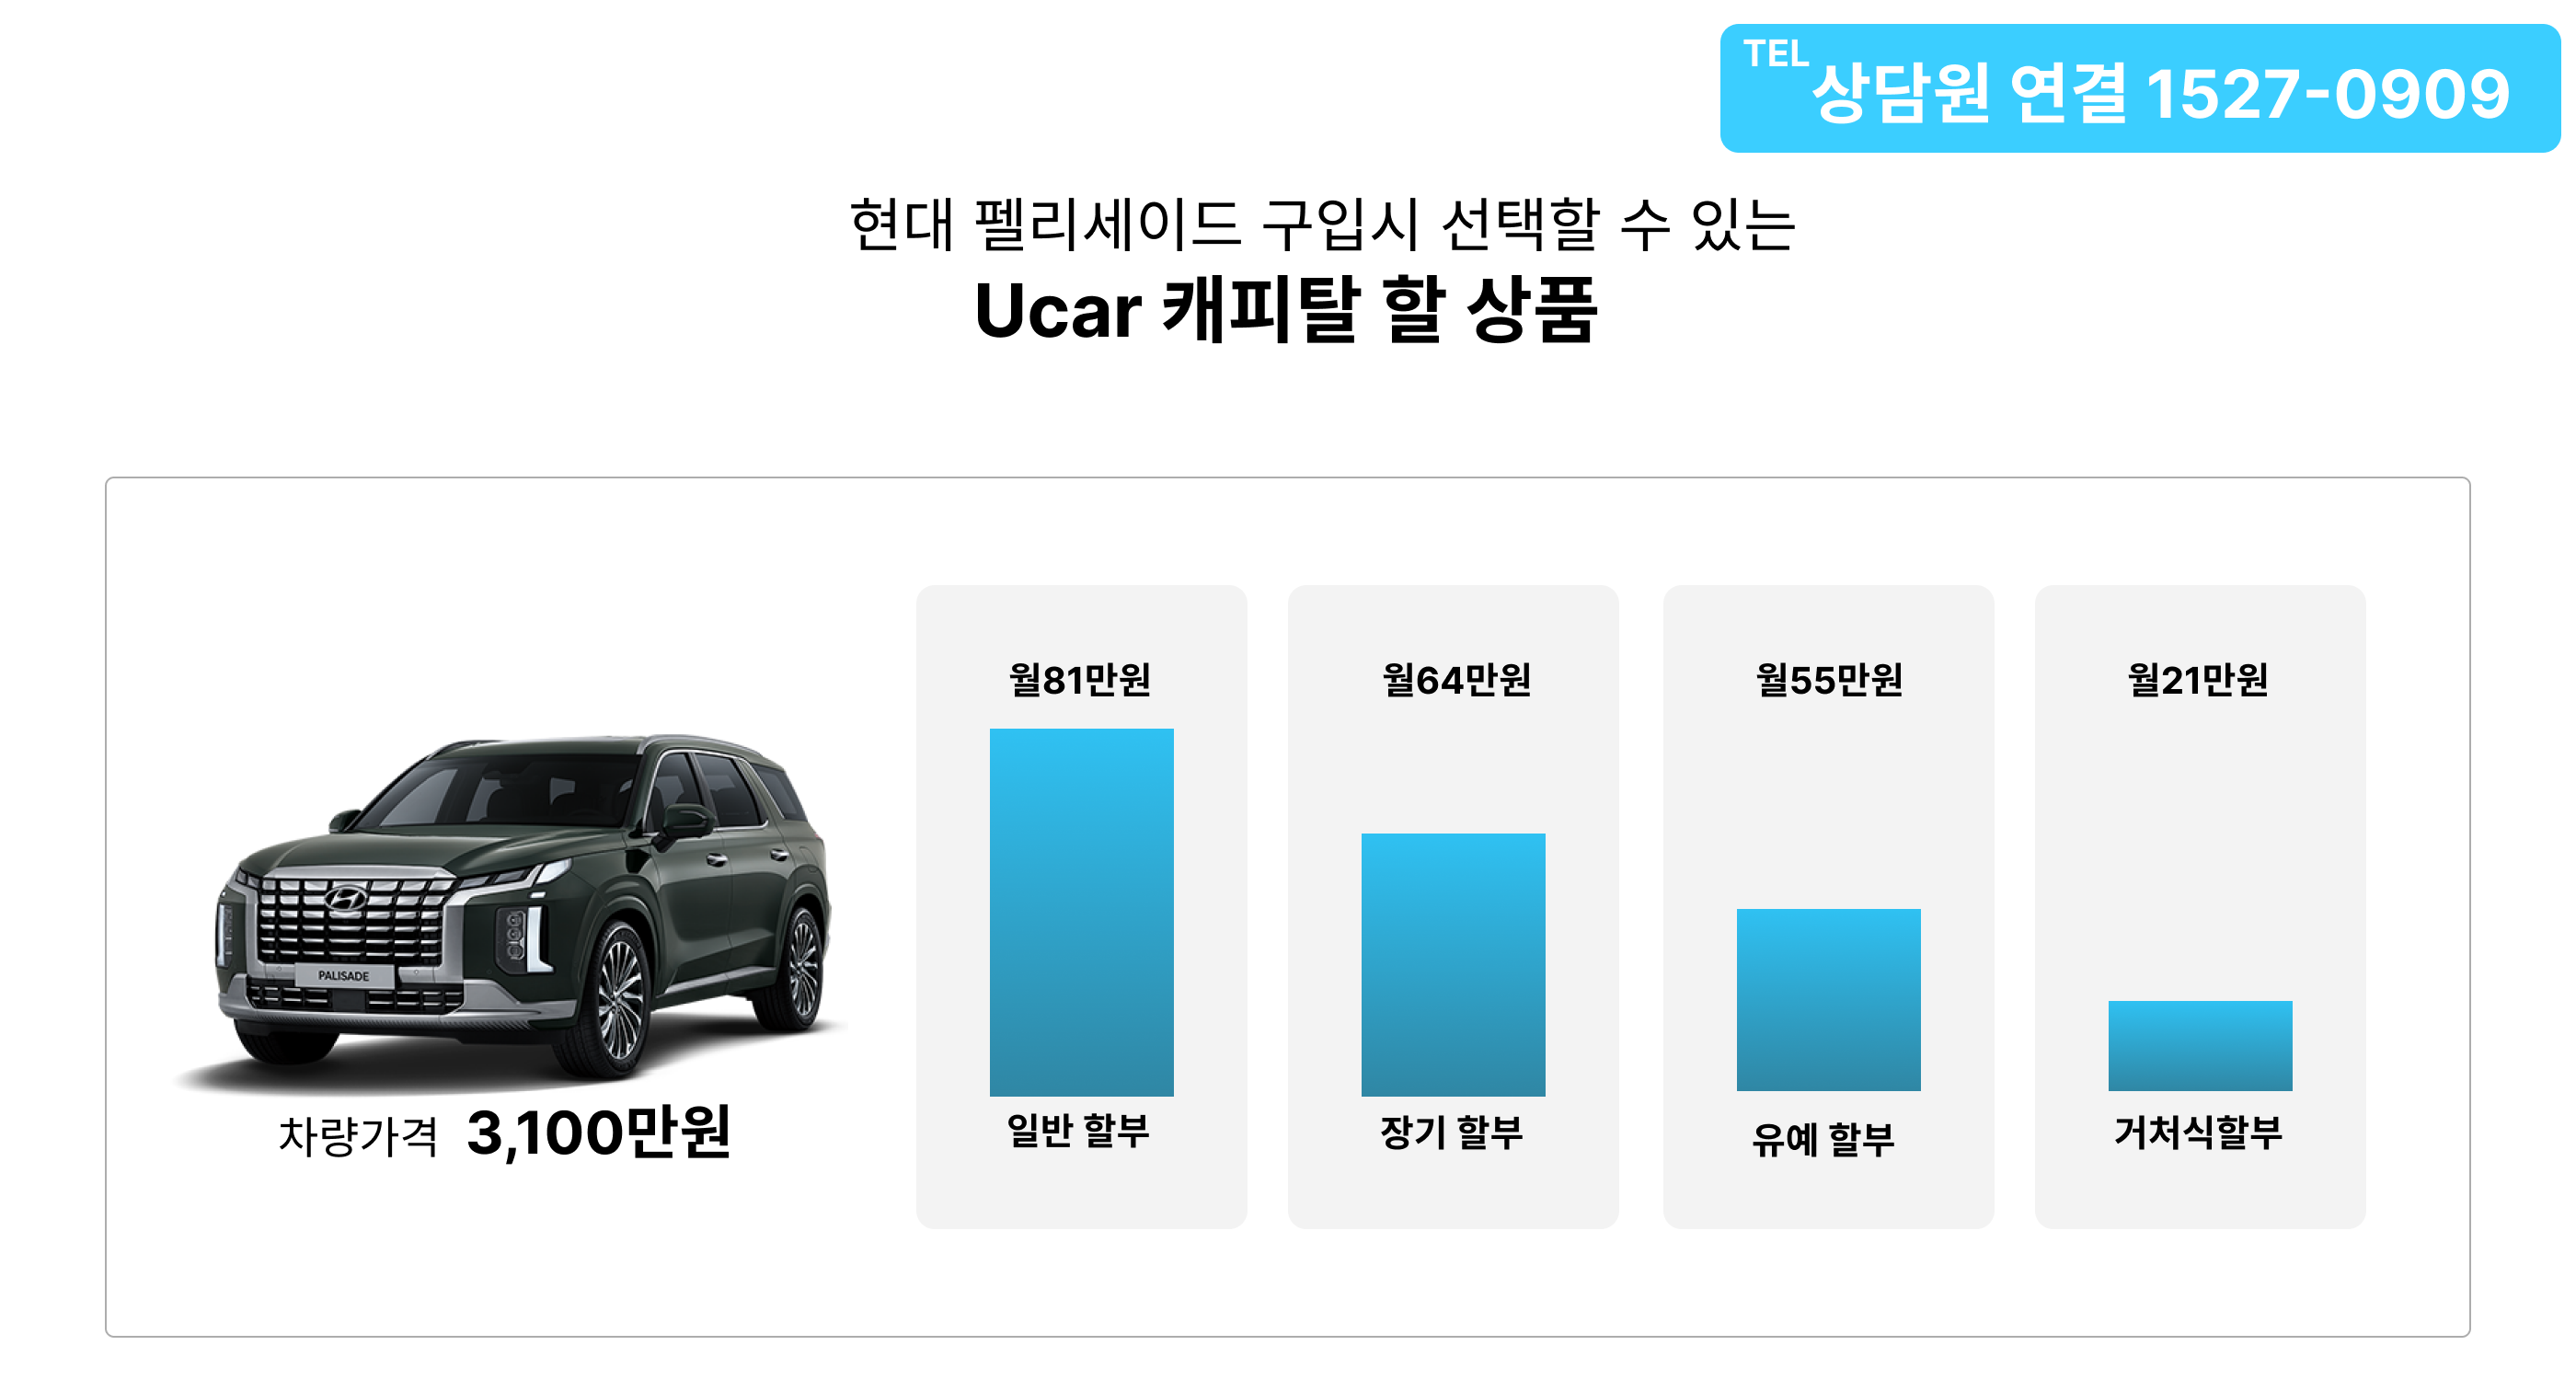 TEL
상담원 연결 1527-0909
현대 펠리세이드 구입시 선택할 수 있는
Ucar 캐피탈 할 상품
월81만원
월64만원
월55만원
월21만원
PALISADE
차량가격 3,100만원
일반 할부
장기 할부
유예 할부
거처식할부